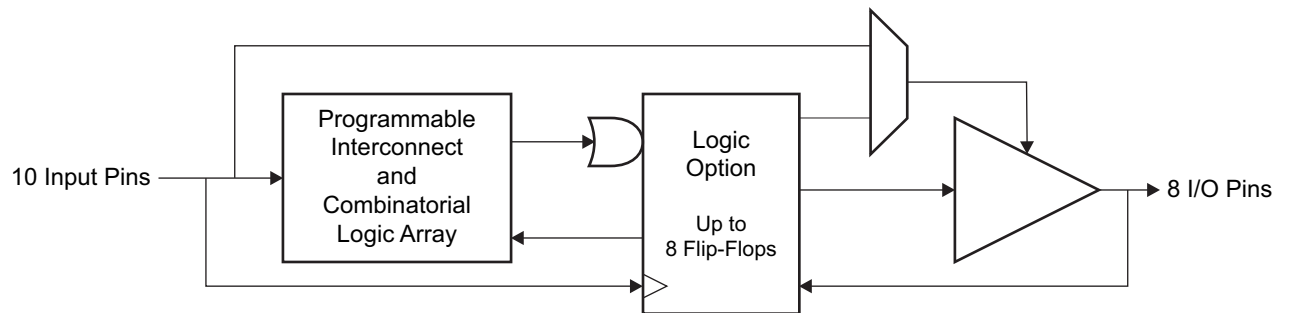 10 Input Pins
Programmable
Interconnect
and
Combinatorial
Logic Array
Logic
Option
Up to
8 Flip-Flops
8 I/O Pins